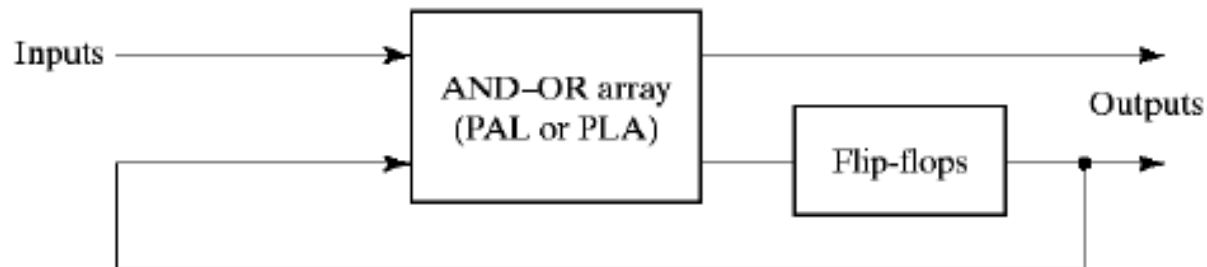 Inputs
AND–OR array
(PAL or PLA)
Outputs
Flip-flops